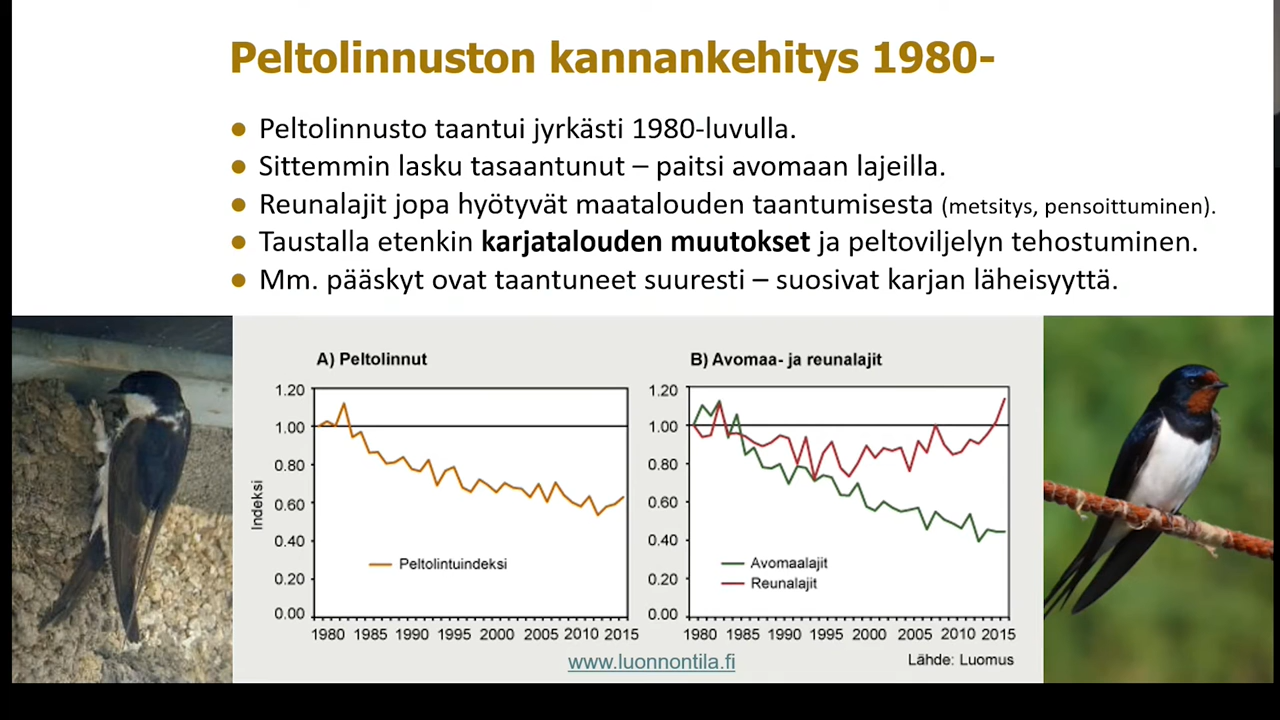 Peltolinnuston kannankehitys 1980-
● Peltolinnusto taantui jyrkästi 1980-luvulla.
● Sittemmin lasku tasaantunut – paitsi avomaan lajeilla.
● Reunalajit jopa hyötyvät maatalouden taantumisesta (metsitys, pensoittuminen).
● Taustalla etenkin karjatalouden muutokset ja peltoviljelyn tehostuminen.
● Mm. pääskyt ovat taantuneet suuresti – suosivat karjan läheisyyttä.
A) Peltolinnut
1.20
1.00
0.80
0.60
0.40
0.20
0.00
Indeksi
Peltolintuindeksi
1980 1985 1990 1995 2000 2005 2010 2015
B) Avomaa- ja reunalajit
1.20
1.00
0.80
0.60
0.40
0.20
0.00
Avomaalajit
Reunalajit
1980 1985 1990 1995 2000 2005 2010 2015
www.luonnontila.fi
Lähde: Luomus